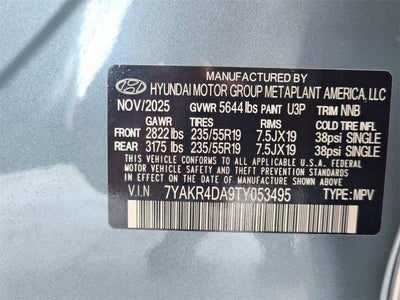 MANUFACTURED BY
HYUNDAI MOTOR GROUP METAPLANT AMERICA, LLC
NOV/2025 GVWR 5644 lbs PAINT U3P TRIM NNB
GAWR TIRES RIMS COLD TIRE INFL
FRONT 2822 lbs 235/55R19 7.5JX19 38psi SINGLE
REAR 3175 lbs 235/55R19 7.5JX19 38psi SINGLE
THIS VEHICLE CONFORMS TO ALL APPLICABLE U.S. FEDERAL
MOTOR VEHICLE SAFETY AND THEFT PREVENTION STANDARDS
IN EFFECT ON THE DATE OF MANUFACTURE SHOWN ABOVE.
V.I.N 7YAKR4DA9TY053495 TYPE: MPV